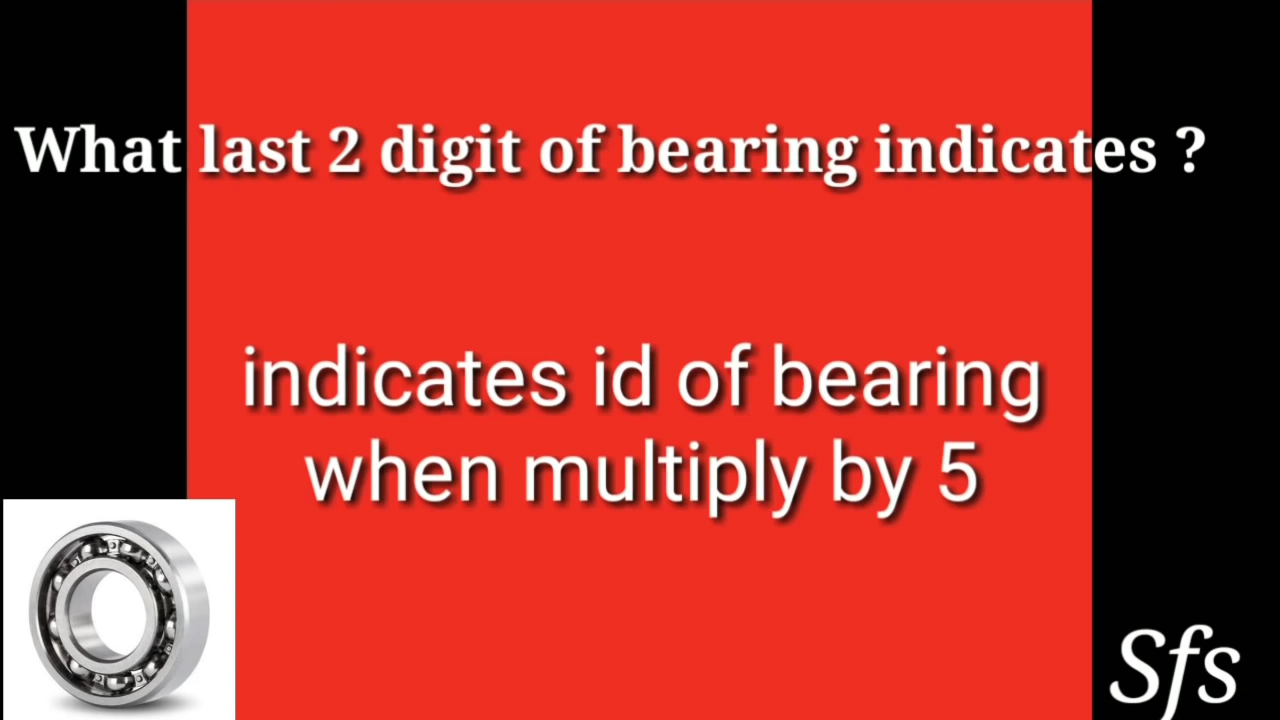 What last 2 digit of bearing indicates ?
indicates id of bearing
when multiply by 5
Sfs